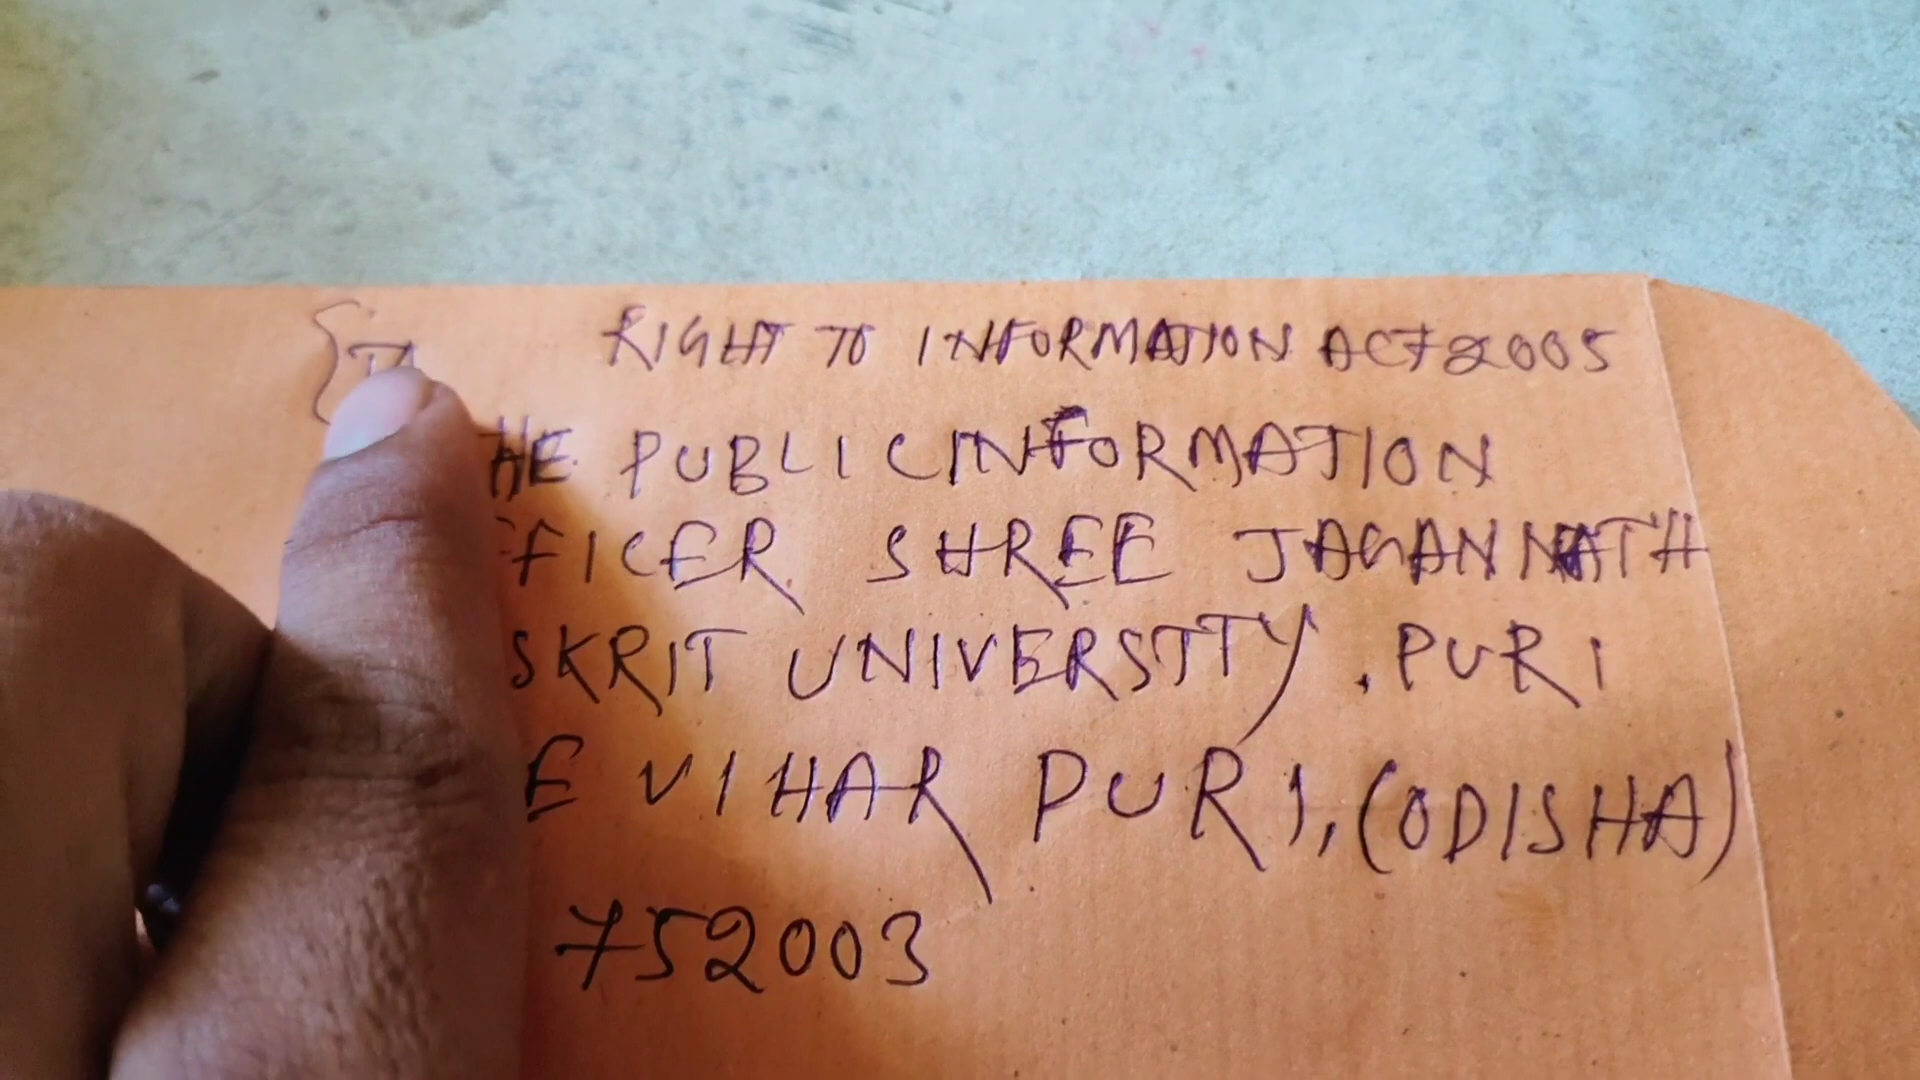 RIGHT TO INFORMATION ACT 2005
HE PUBLIC INFORMATION
FICER SHREE JAGANNATH
SKRIT UNIVERSITY . PURI
E VIHAR PURI, (ODISHA)
752003